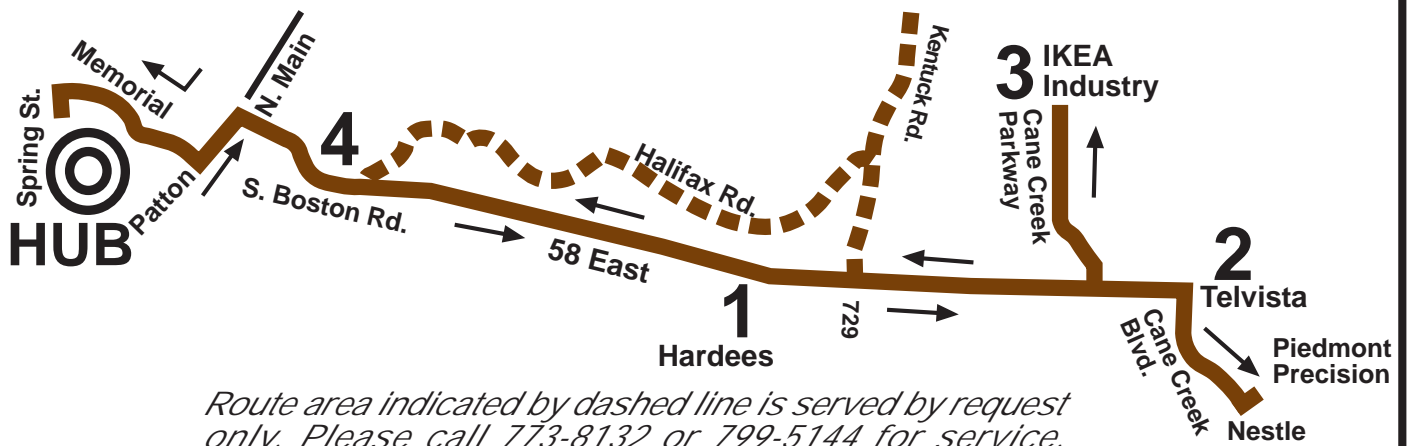 Memorial
Spring St.
HUB
Patton
N. Main
4
S. Boston Rd.
58 East
Halifax Rd.
Kentuck Rd.
1
Hardees
729
3
IKEA
Industry
Cane Creek
Parkway
2
Telvista
Cane Creek
Blvd.
Piedmont
Precision
Nestle
Route area indicated by dashed line is served by request
only. Please call 773-8132 or 799-5144 for service.